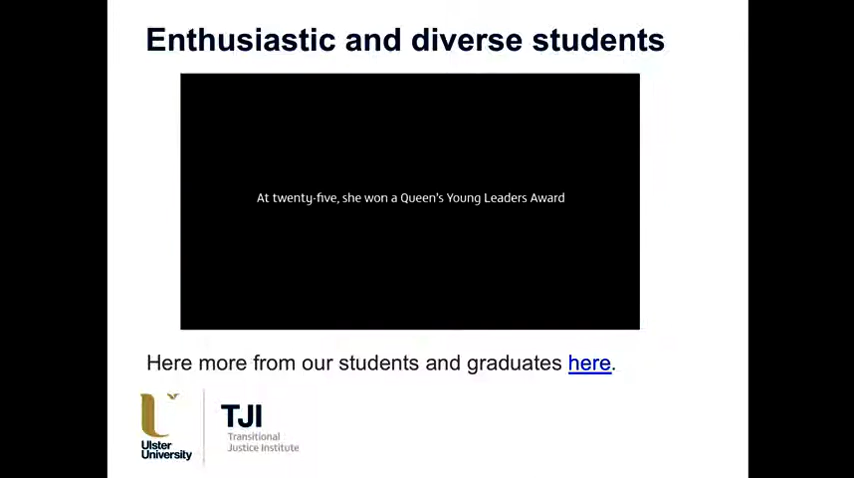 Enthusiastic and diverse students
At twenty-five, she won a Queen's Young Leaders Award
Here more from our students and graduates here.
Ulster
University
TJI
Transitional
Justice Institute